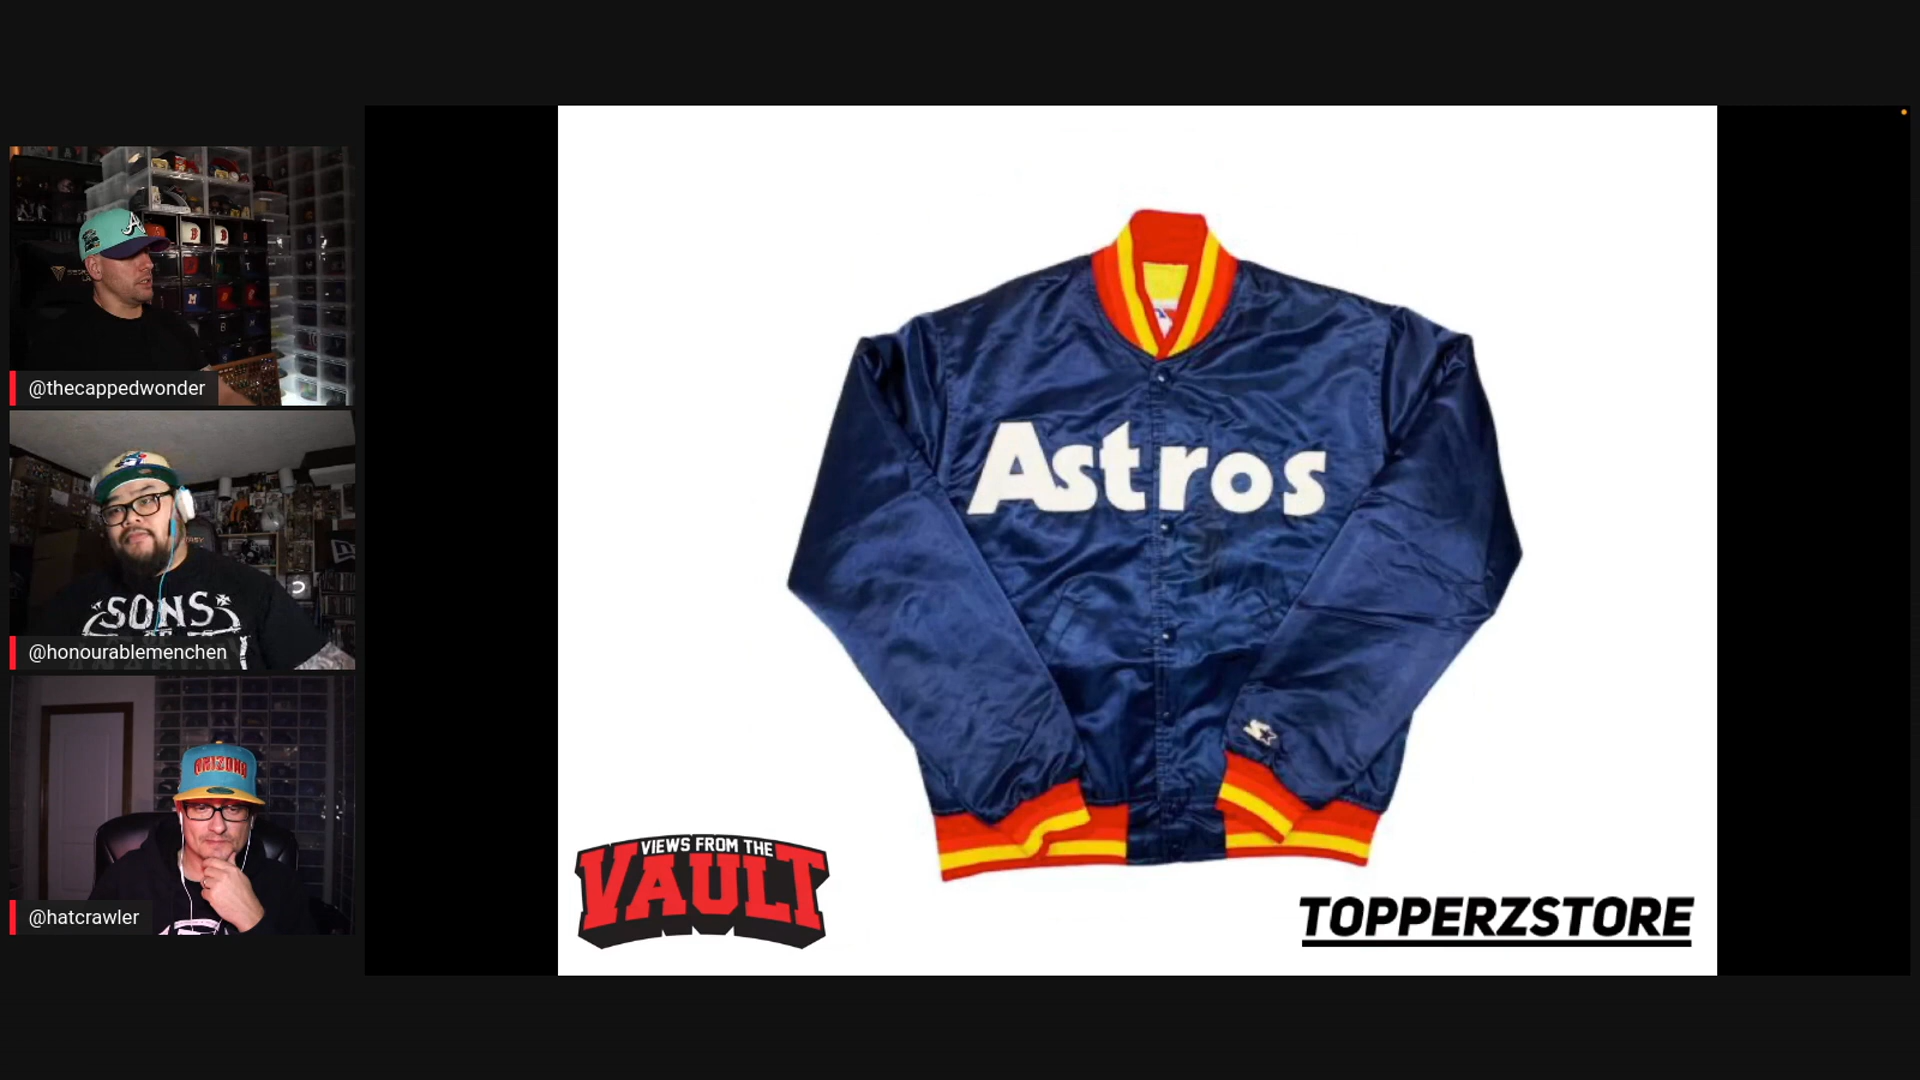 @thecappedwonder
SONS
@honourablemenchen
ARIZONA
@hatcrawler
Astros
VIEWS FROM THE
VAULT
TOPPERZSTORE